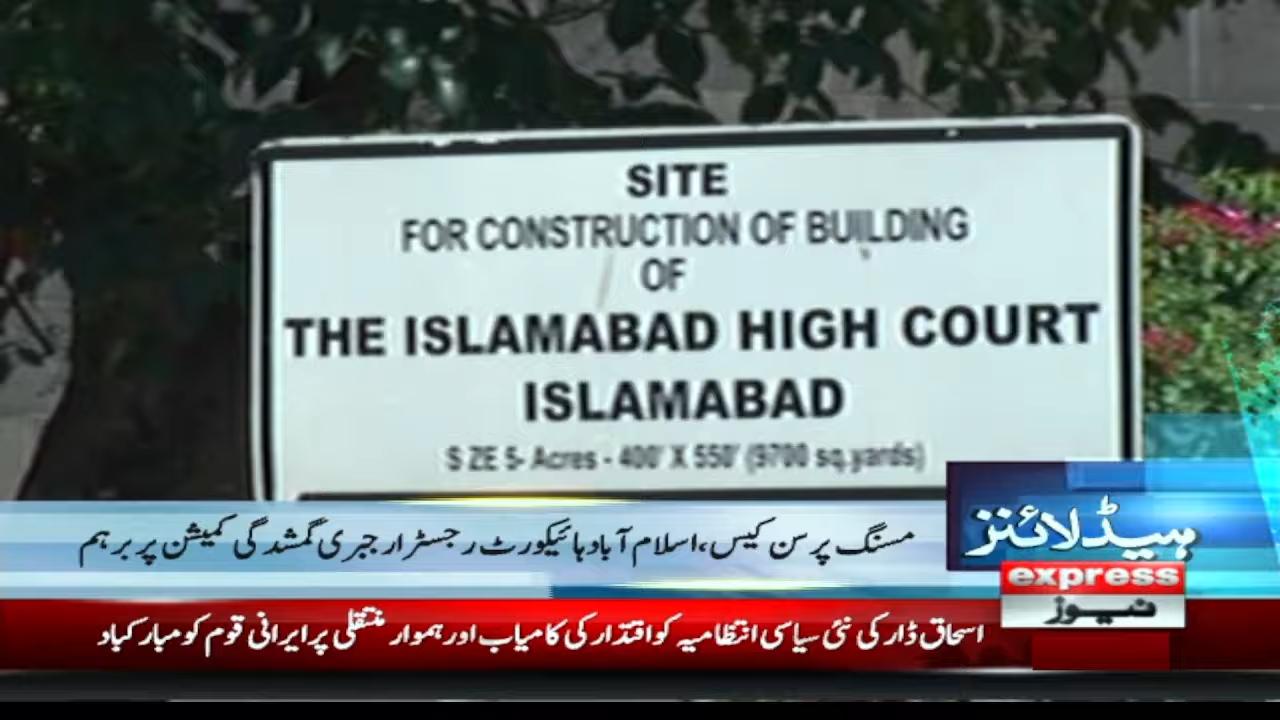 SITE
FOR CONSTRUCTION OF BUILDING
OF
THE ISLAMABAD HIGH COURT
ISLAMABAD
S ZE 5- Acres - 400' X 550' (9700 sq.yards)
ہیڈلائنز
مسنگ پرسن کیس،اسلام آبادہائیکورٹ رجسٹرار جبری گمشدگی کمیشن پر برہم
express
نیوز
اسحاق ڈار کی نئی سیاسی انتظامیہ کو اقتدار کی کامیاب اور ہموار منتقلی پر ایرانی قوم کو مبارکباد